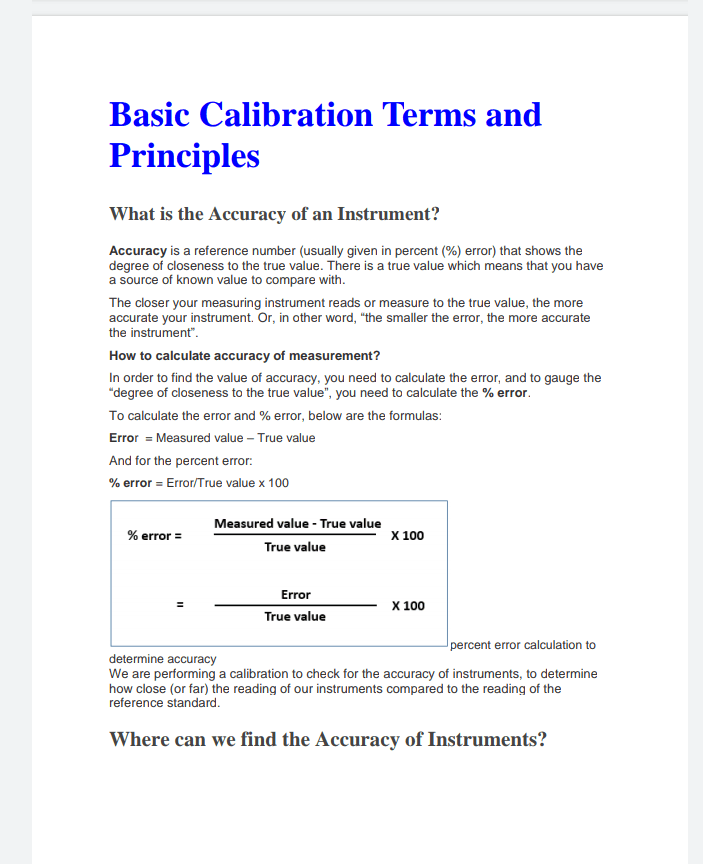 Basic Calibration Terms and
Principles
What is the Accuracy of an Instrument?
Accuracy is a reference number (usually given in percent (%) error) that shows the
degree of closeness to the true value. There is a true value which means that you have
a source of known value to compare with.
The closer your measuring instrument reads or measure to the true value, the more
accurate your instrument. Or, in other word, “the smaller the error, the more accurate
the instrument”.
How to calculate accuracy of measurement?
In order to find the value of accuracy, you need to calculate the error, and to gauge the
“degree of closeness to the true value”, you need to calculate the % error.
To calculate the error and % error, below are the formulas:
Error = Measured value – True value
And for the percent error:
% error = Error/True value x 100
Measured value - True value
% error =
X 100
True value
Error
=
X 100
True value
percent error calculation to
determine accuracy
We are performing a calibration to check for the accuracy of instruments, to determine
how close (or far) the reading of our instruments compared to the reading of the
reference standard.
Where can we find the Accuracy of Instruments?